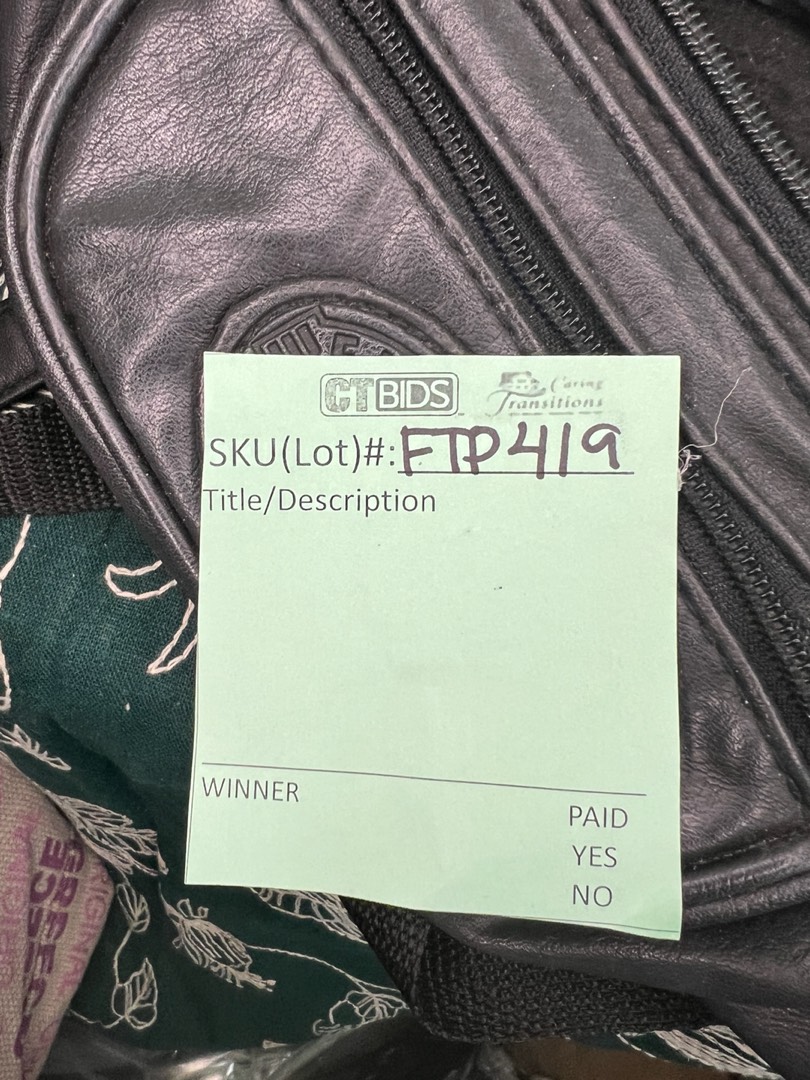 CTBIDS
Caring Transitions
SKU(Lot)#: FTP419
Title/Description
WINNER
PAID
YES
NO